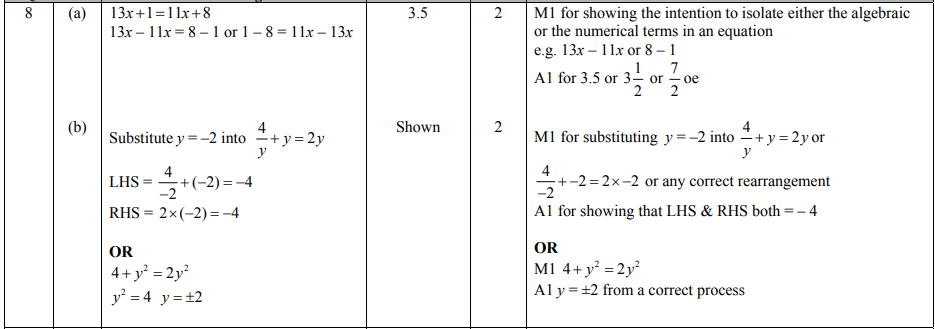 8 (a) 13x+1=11x+8 3.5 2 M1 for showing the intention to isolate either the algebraic
13x – 11x = 8 – 1 or 1 – 8 = 11x – 13x or the numerical terms in an equation
e.g. 13x – 11x or 8 – 1
A1 for 3.5 or 3 1/2 or 7/2 oe
(b) Substitute y = –2 into 4/y + y = 2y Shown 2 M1 for substituting y = –2 into 4/y + y = 2y or
LHS = 4/–2 + (–2) = –4 4/–2 + –2 = 2× –2 or any correct rearrangement
RHS = 2×(–2) = –4 A1 for showing that LHS & RHS both = – 4
OR OR
4 + y² = 2y² M1 4 + y² = 2y²
y² = 4 y = ±2 A1 y = ±2 from a correct process